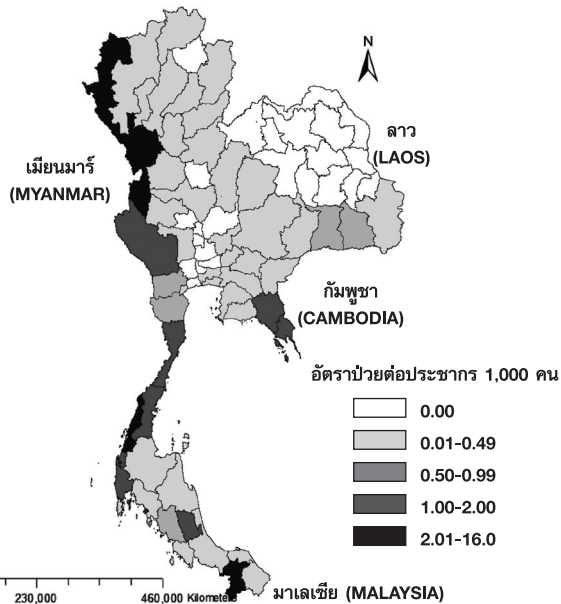 N
ลาว
(LAOS)
เมียนมาร์
(MYANMAR)
กัมพูชา
(CAMBODIA)
อัตราป่วยต่อประชากร 1,000 คน
0.00
0.01-0.49
0.50-0.99
1.00-2.00
2.01-16.0
มาเลเซีย (MALAYSIA)
230,000
460,000 Kilometers